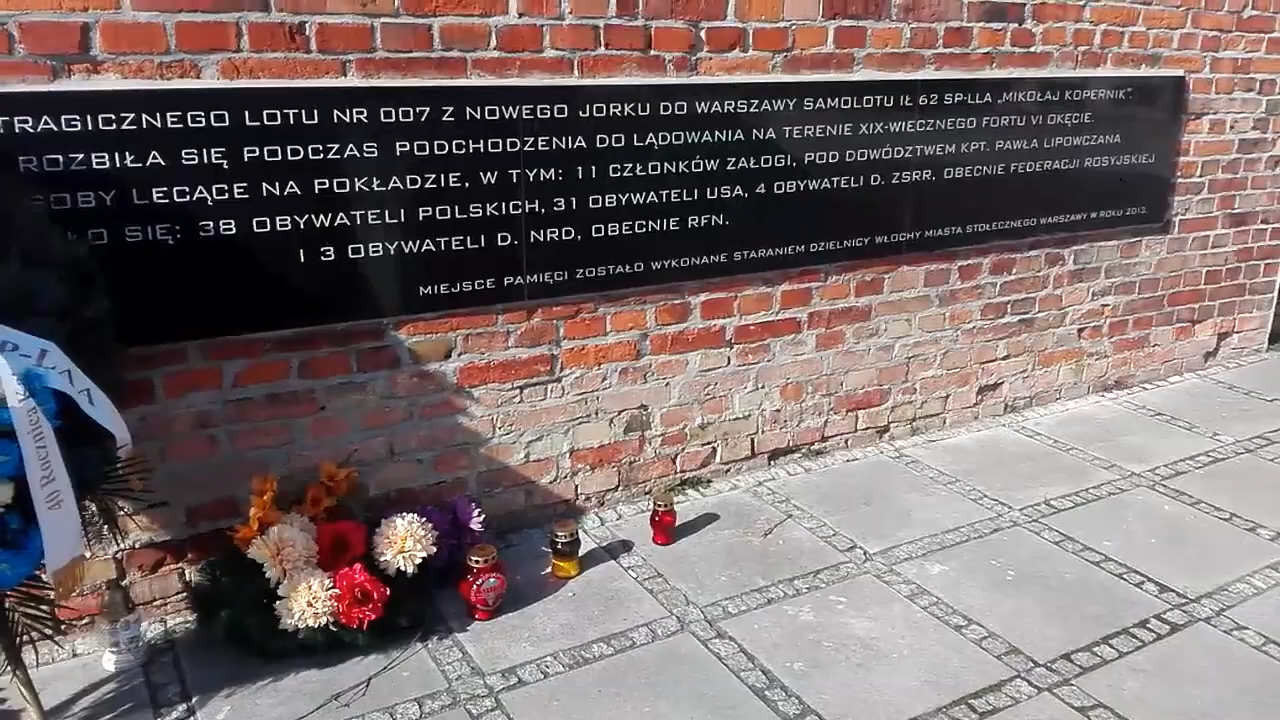 TRAGICZNEGO LOTU NR 007 Z NOWEGO JORKU DO WARSZAWY SAMOLOTU IŁ 62 SP-LLA „MIKOŁAJ KOPERNIK”.
ROZBIŁA SIĘ PODCZAS PODCHODZENIA DO LĄDOWANIA NA TERENIE XIX-WIECZNEGO FORTU VI OKĘCIE.
OBY LECĄCE NA POKŁADZIE, W TYM: 11 CZŁONKÓW ZAŁOGI, POD DOWÓDZTWEM KPT. PAWŁA LIPOWCZANA
ŁO SIĘ: 38 OBYWATELI POLSKICH, 31 OBYWATELI USA, 4 OBYWATELI D. ZSRR, OBECNIE FEDERACJI ROSYJSKIEJ
I 3 OBYWATELI D. NRD, OBECNIE RFN.
MIEJSCE PAMIĘCI ZOSTAŁO WYKONANE STARANIEM DZIELNICY WŁOCHY MIASTA STOŁECZNEGO WARSZAWY W ROKU 2013.
P-LAA
40 Rocznica